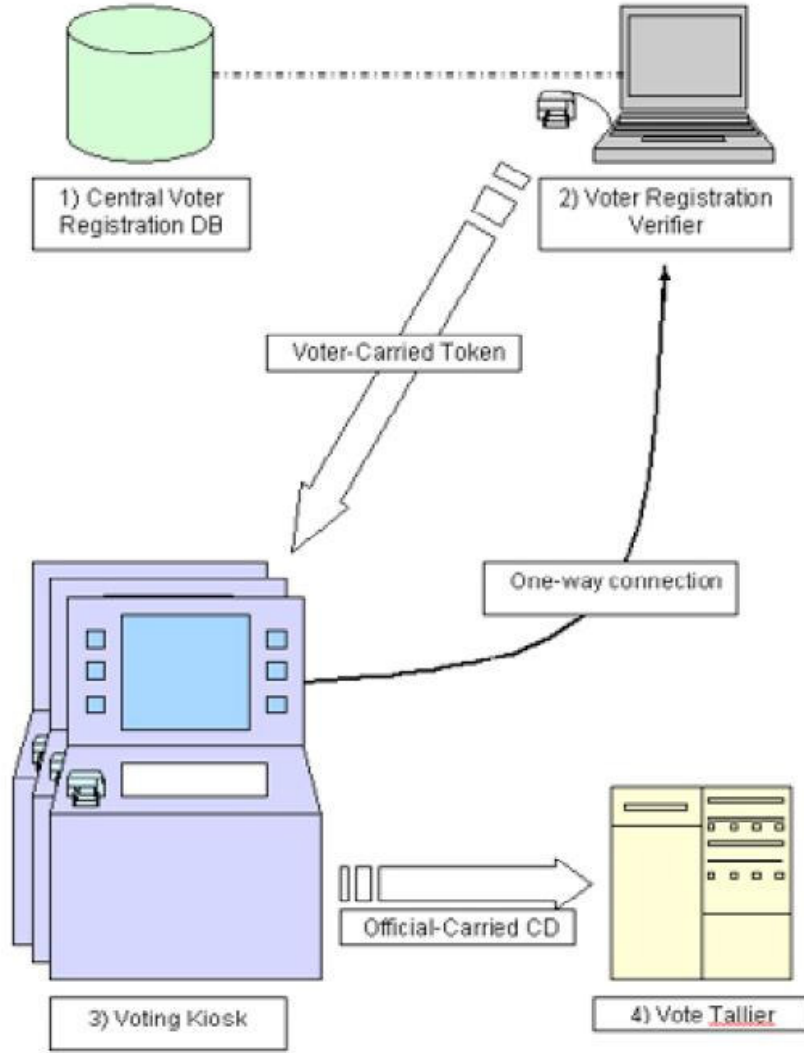 1) Central Voter
Registration DB
2) Voter Registration
Verifier
Voter-Carried Token
One-way connection
Official-Carried CD
3) Voting Kiosk
4) Vote Tallier